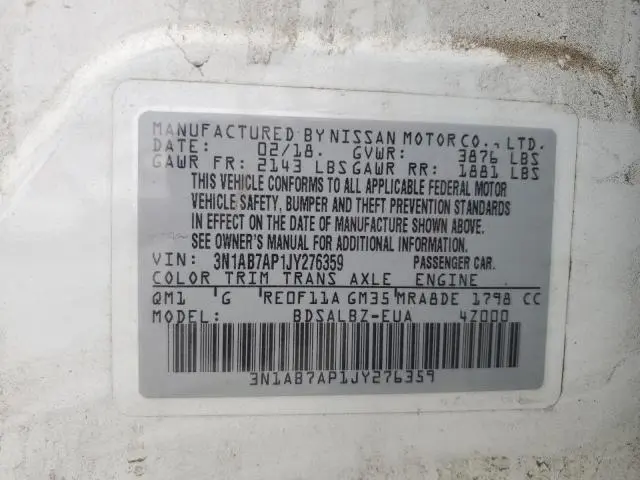 MANUFACTURED BY NISSAN MOTOR CO., LTD.
DATE: 02/18. GVWR: 3876 LBS
GAWR FR: 2143 LBS GAWR RR: 1881 LBS
THIS VEHICLE CONFORMS TO ALL APPLICABLE FEDERAL MOTOR
VEHICLE SAFETY, BUMPER AND THEFT PREVENTION STANDARDS
IN EFFECT ON THE DATE OF MANUFACTURE SHOWN ABOVE.
SEE OWNER'S MANUAL FOR ADDITIONAL INFORMATION.
VIN: 3N1AB7AP1JY276359 PASSENGER CAR.
COLOR TRIM TRANS AXLE ENGINE
QM1 G RE0F11A GM35 MRA8DE 1798 CC
MODEL: BDSALBZ-EUA 4Z000
3N1AB7AP1JY276359